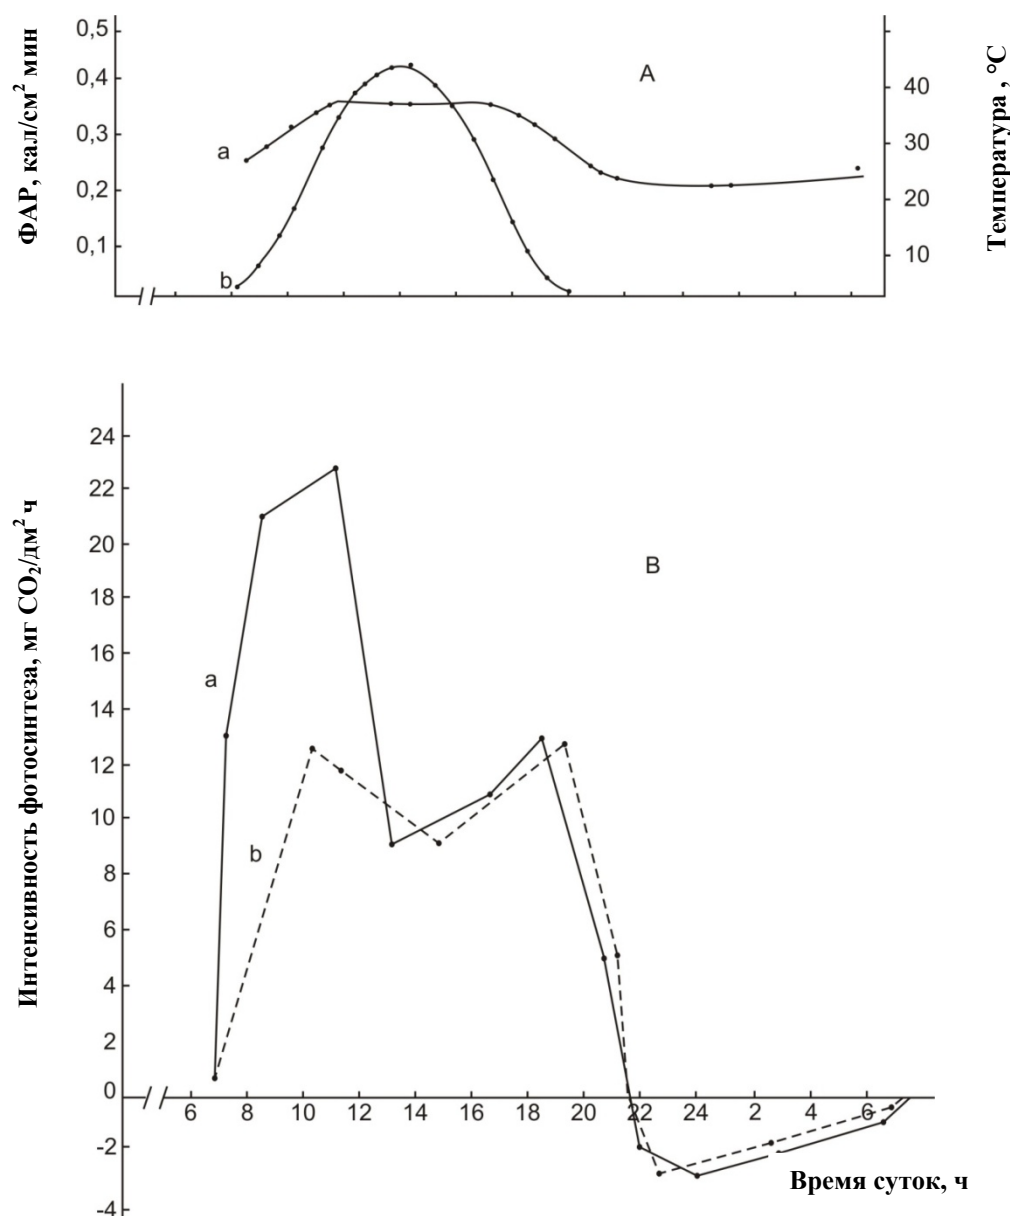 ФАР, кал/см² мин
0,5
0,4
0,3
0,2
0,1
a
b
A
40
30
20
10
Температура , °С
Интенсивность фотосинтеза, мг CO₂/дм² ч
24
22
20
18
16
14
12
10
8
6
4
2
0
-2
-4
a
b
B
6 8 10 12 14 16 18 20 22 24 2 4 6
Время суток, ч